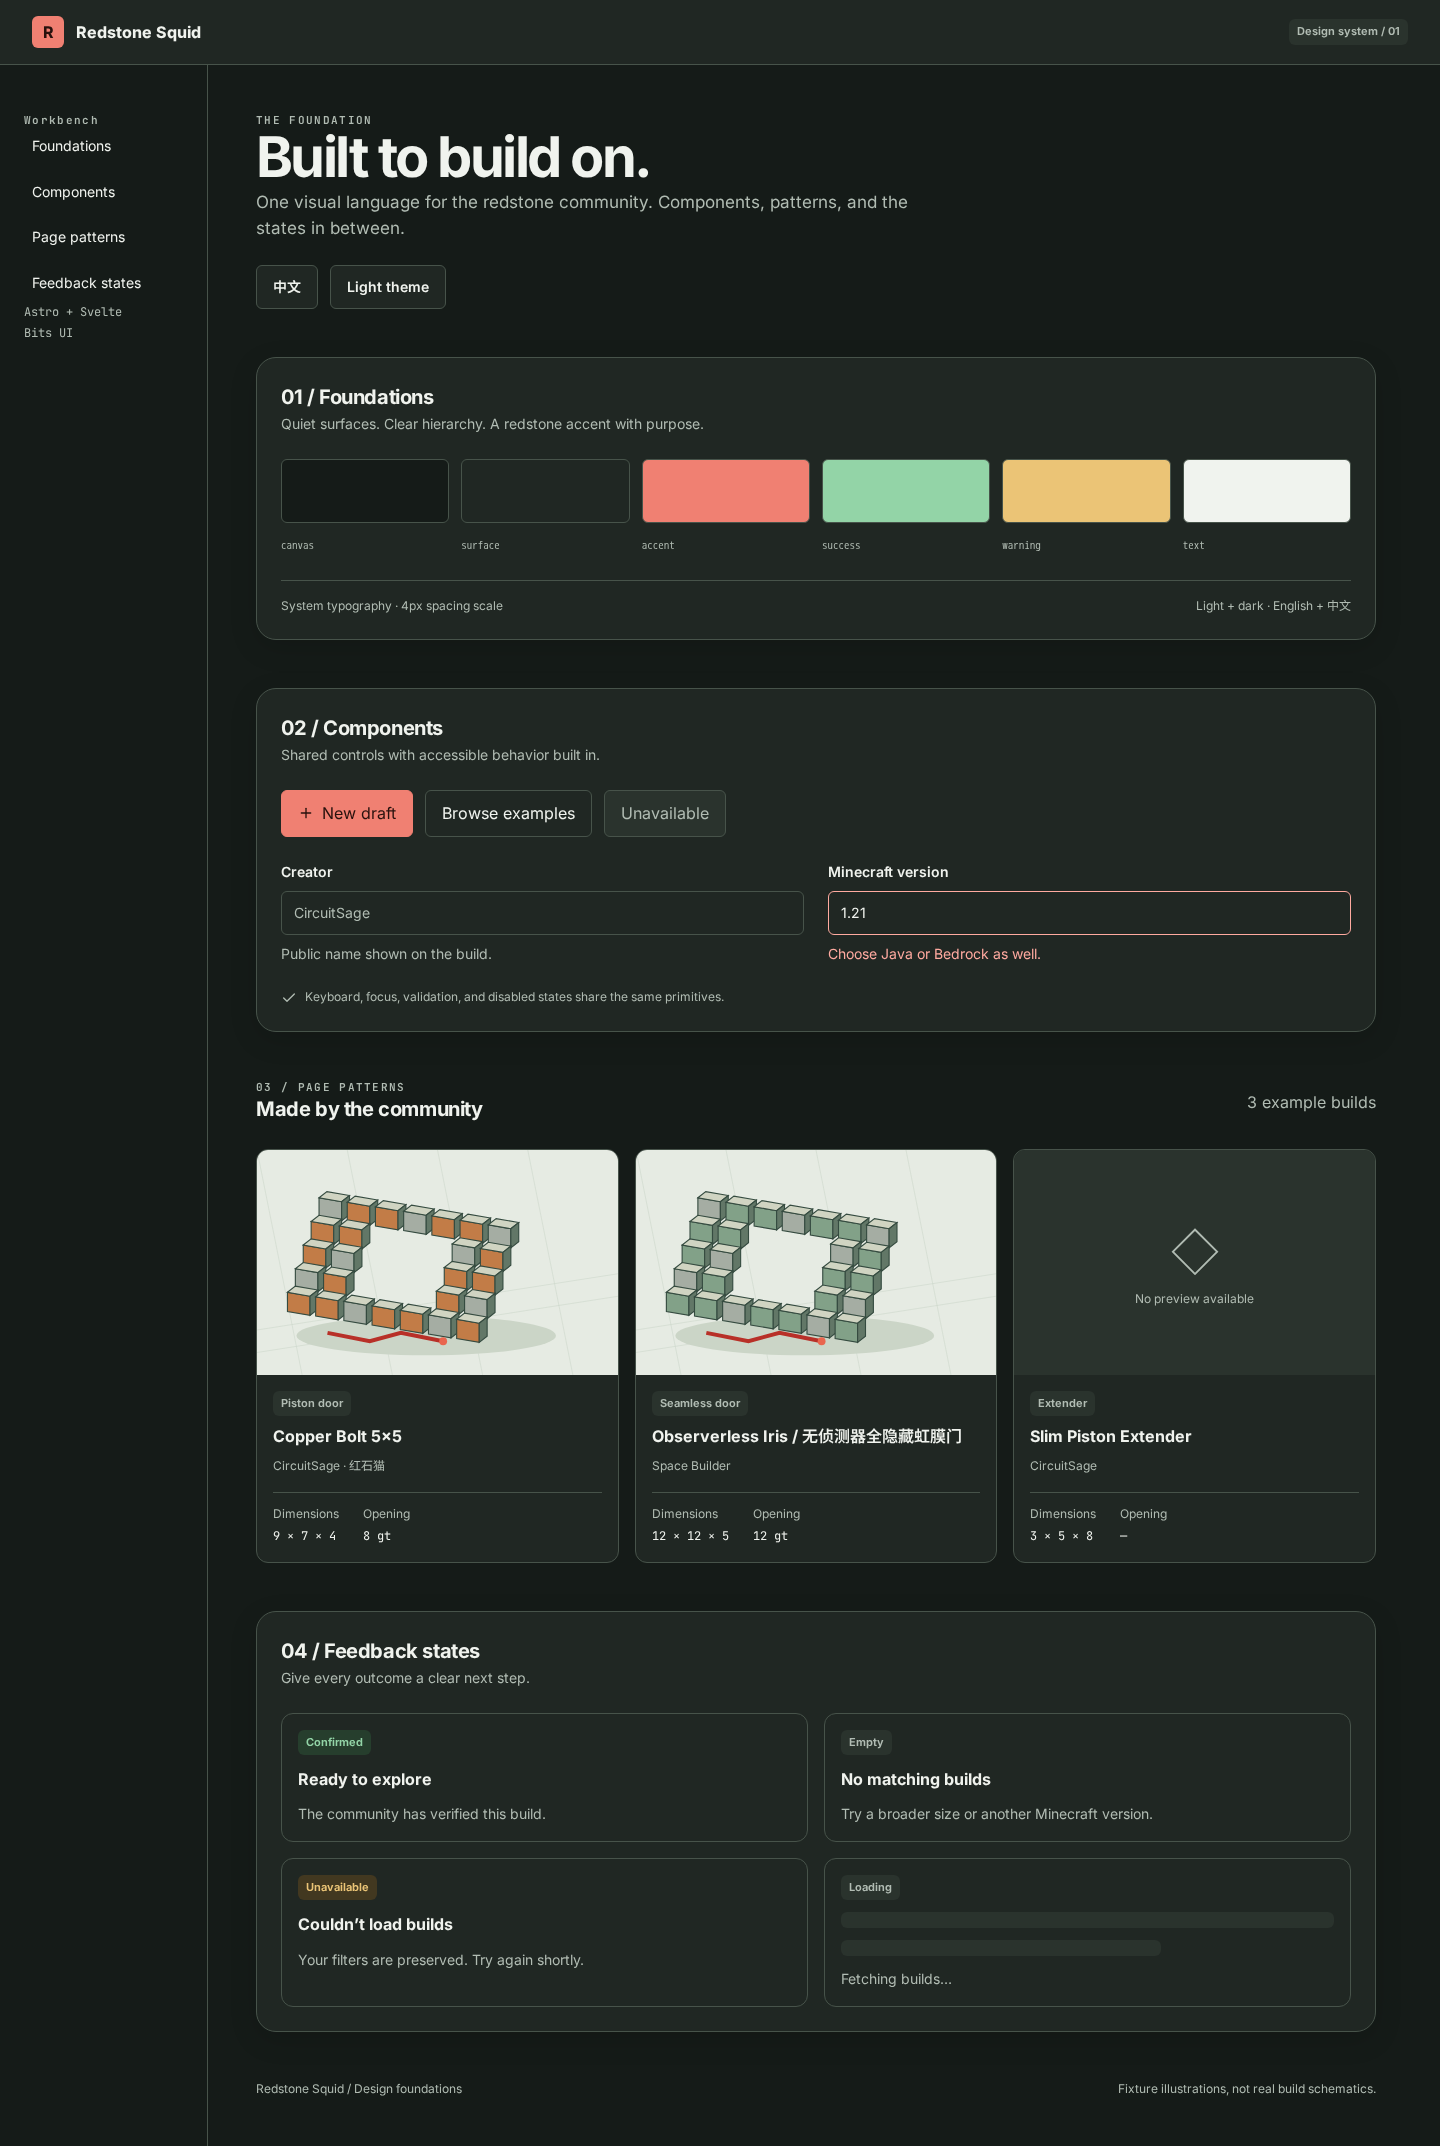 R
Redstone Squid
Design system / 01
Workbench
Foundations
Components
Page patterns
Feedback states
Astro + Svelte
Bits UI
THE FOUNDATION
Built to build on.
One visual language for the redstone community. Components, patterns, and the
states in between.
中文
Light theme
01 / Foundations
Quiet surfaces. Clear hierarchy. A redstone accent with purpose.
canvas
surface
accent
success
warning
text
System typography · 4px spacing scale
Light + dark · English + 中文
02 / Components
Shared controls with accessible behavior built in.
+ New draft
Browse examples
Unavailable
Creator
CircuitSage
Public name shown on the build.
Minecraft version
1.21
Choose Java or Bedrock as well.
Keyboard, focus, validation, and disabled states share the same primitives.
03 / PAGE PATTERNS
Made by the community
3 example builds
Piston door
Copper Bolt 5×5
CircuitSage · 红石猫
Dimensions
9 × 7 × 4
Opening
8 gt
Seamless door
Observerless Iris / 无侦测器全隐藏虹膜门
Space Builder
Dimensions
12 × 12 × 5
Opening
12 gt
No preview available
Extender
Slim Piston Extender
CircuitSage
Dimensions
3 × 5 × 8
Opening
—
04 / Feedback states
Give every outcome a clear next step.
Confirmed
Ready to explore
The community has verified this build.
Empty
No matching builds
Try a broader size or another Minecraft version.
Unavailable
Couldn’t load builds
Your filters are preserved. Try again shortly.
Loading
Fetching builds…
Redstone Squid / Design foundations
Fixture illustrations, not real build schematics.